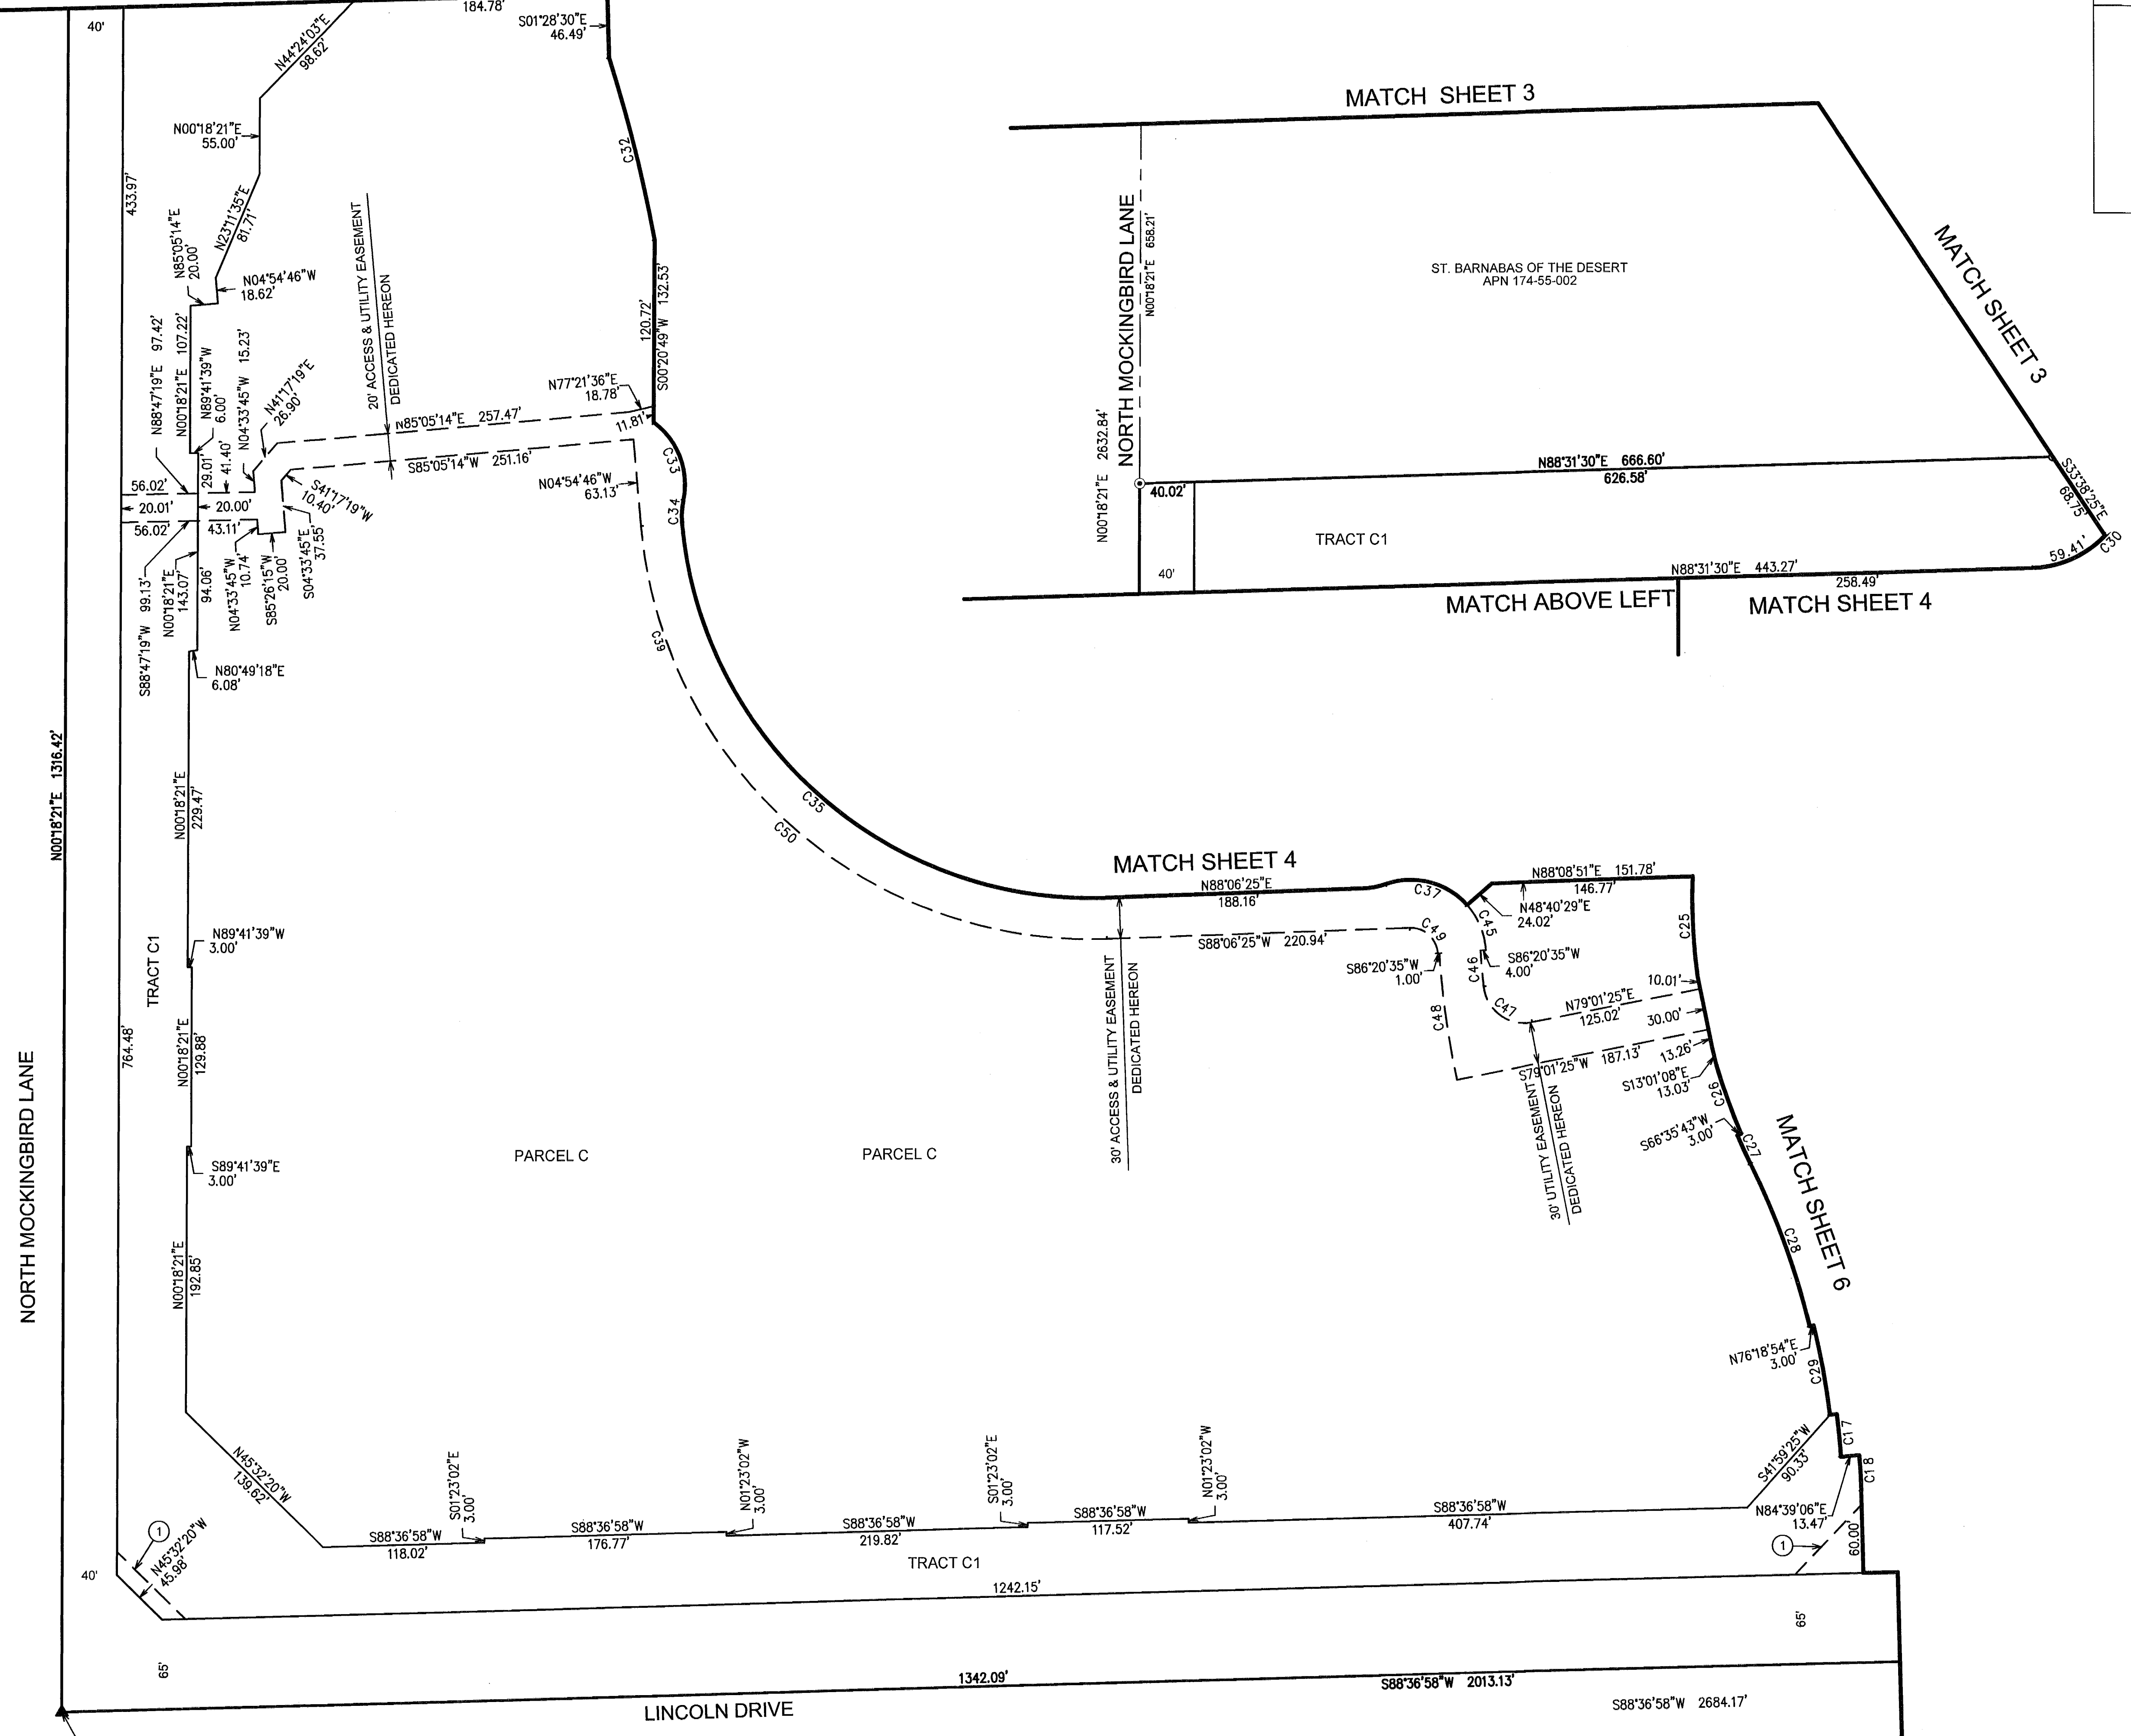 184.78'
40'
S01°28'30"E
46.49'
N44°24'03"E
98.62'
N00°18'21"E
55.00'
C32
433.97'
N23°11'35"E
81.71'
N85°05'14"E
20.00'
N04°54'46"W
18.62'
20' ACCESS & UTILITY EASEMENT
DEDICATED HEREON
120.72'
S00°20'49"W 132.53'
N88°47'19"E 97.42'
N00°18'21"E 107.22'
N89°41'39"W
6.00'
N04°33'45"W 15.23'
N41°17'19"E
26.90'
N77°21'36"E
18.78'
N85°05'14"E 257.47'
11.81'
S85°05'14"W 251.16'
C33
29.01'
41.40'
56.02'
20.01'
20.00'
56.02'
43.11'
S41°17'19"W
10.40'
N04°54'46"W
63.13'
C34
S88°47'19"W 99.13'
N00°18'21"E
143.07'
94.06'
N04°33'45"W
10.74'
S85°26'15"W
20.00'
S04°33'45"E
37.55'
N80°49'18"E
6.08'
C39
MATCH SHEET 3
NORTH MOCKINGBIRD LANE
N00°18'21"E 658.21'
ST. BARNABAS OF THE DESERT
APN 174-55-002
MATCH SHEET 3
N00°18'21"E 2632.84'
N88°31'30"E 666.60'
626.58'
40.02'
S33°38'25"E
68.75'
TRACT C1
40'
59.41'
C30
N88°31'30"E 443.27'
258.49'
MATCH ABOVE LEFT
MATCH SHEET 4
N00°18'21"E 1316.42'
N00°18'21"E
229.47'
C35
C50
MATCH SHEET 4
N88°06'25"E
188.16'
C37
N88°08'51"E 151.78'
146.77'
N48°40'29"E
24.02'
C45
C25
N89°41'39"W
3.00'
S88°06'25"W 220.94'
C49
S86°20'35"W
1.00'
C46
S86°20'35"W
4.00'
TRACT C1
30' ACCESS & UTILITY EASEMENT
DEDICATED HEREON
C48
C47
N79°01'25"E
125.02'
10.01'
30.00'
764.48'
N00°18'21"E
129.88'
S79°01'25"W 187.13'
13.26'
S13°01'08"E
13.03'
C26
30' UTILITY EASEMENT
DEDICATED HEREON
S66°35'43"W
3.00'
C27
MATCH SHEET 6
NORTH MOCKINGBIRD LANE
S89°41'39"E
3.00'
PARCEL C
PARCEL C
C28
N00°18'21"E
192.85'
N76°18'54"E
3.00'
C29
N45°32'20"W
139.62'
S01°23'02"E
3.00'
N01°23'02"W
3.00'
S01°23'02"E
3.00'
N01°23'02"W
3.00'
S41°59'25"W
90.33'
C17
C18
S88°36'58"W
118.02'
S88°36'58"W
176.77'
S88°36'58"W
219.82'
S88°36'58"W
117.52'
S88°36'58"W
407.74'
N84°39'06"E
13.47'
1
60.00'
1
N45°32'20"W
45.98'
TRACT C1
40'
1242.15'
65'
65'
1342.09'
S88°36'58"W 2013.13'
LINCOLN DRIVE
S88°36'58"W 2684.17'